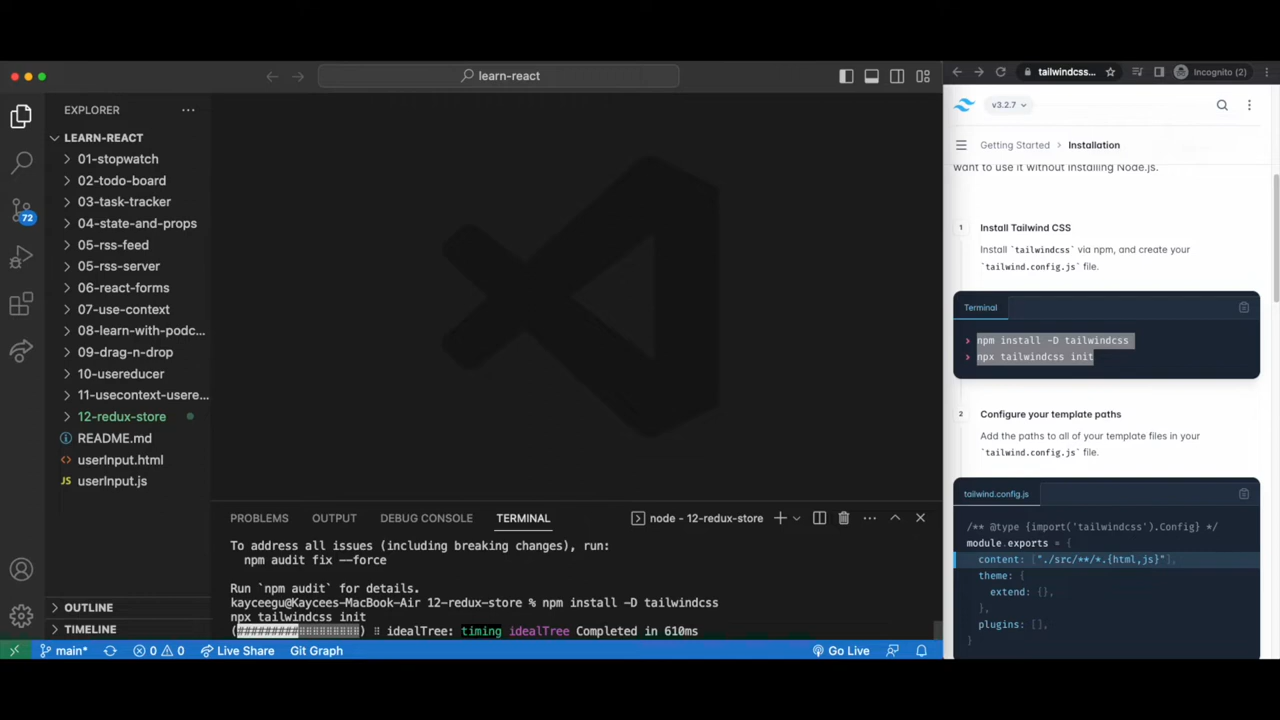 learn-react
EXPLORER
LEARN-REACT
01-stopwatch
02-todo-board
03-task-tracker
04-state-and-props
05-rss-feed
05-rss-server
06-react-forms
07-use-context
08-learn-with-podc...
09-drag-n-drop
10-usereducer
11-usecontext-usere...
12-redux-store
README.md
userInput.html
JS userInput.js
OUTLINE
TIMELINE
72
PROBLEMS OUTPUT DEBUG CONSOLE TERMINAL node - 12-redux-store
To address all issues (including breaking changes), run:
npm audit fix --force
Run `npm audit` for details.
kayceegu@Kaycees-MacBook-Air 12-redux-store % npm install -D tailwindcss
npx tailwindcss init
(#########⠂⠂⠂⠂⠂⠂⠂⠂⠂) ⠸ idealTree: timing idealTree Completed in 610ms
main* 0 0 Live Share Git Graph Go Live
tailwindcss... Incognito (2)
v3.2.7
Getting Started > Installation
want to use it without installing Node.js.
1 Install Tailwind CSS
Install `tailwindcss` via npm, and create your
`tailwind.config.js` file.
Terminal
> npm install -D tailwindcss
> npx tailwindcss init
2 Configure your template paths
Add the paths to all of your template files in your
`tailwind.config.js` file.
tailwind.config.js
/** @type {import('tailwindcss').Config} */
module.exports = {
content: ["./src/**/*.{html,js}"],
theme: {
extend: {},
},
plugins: [],
}